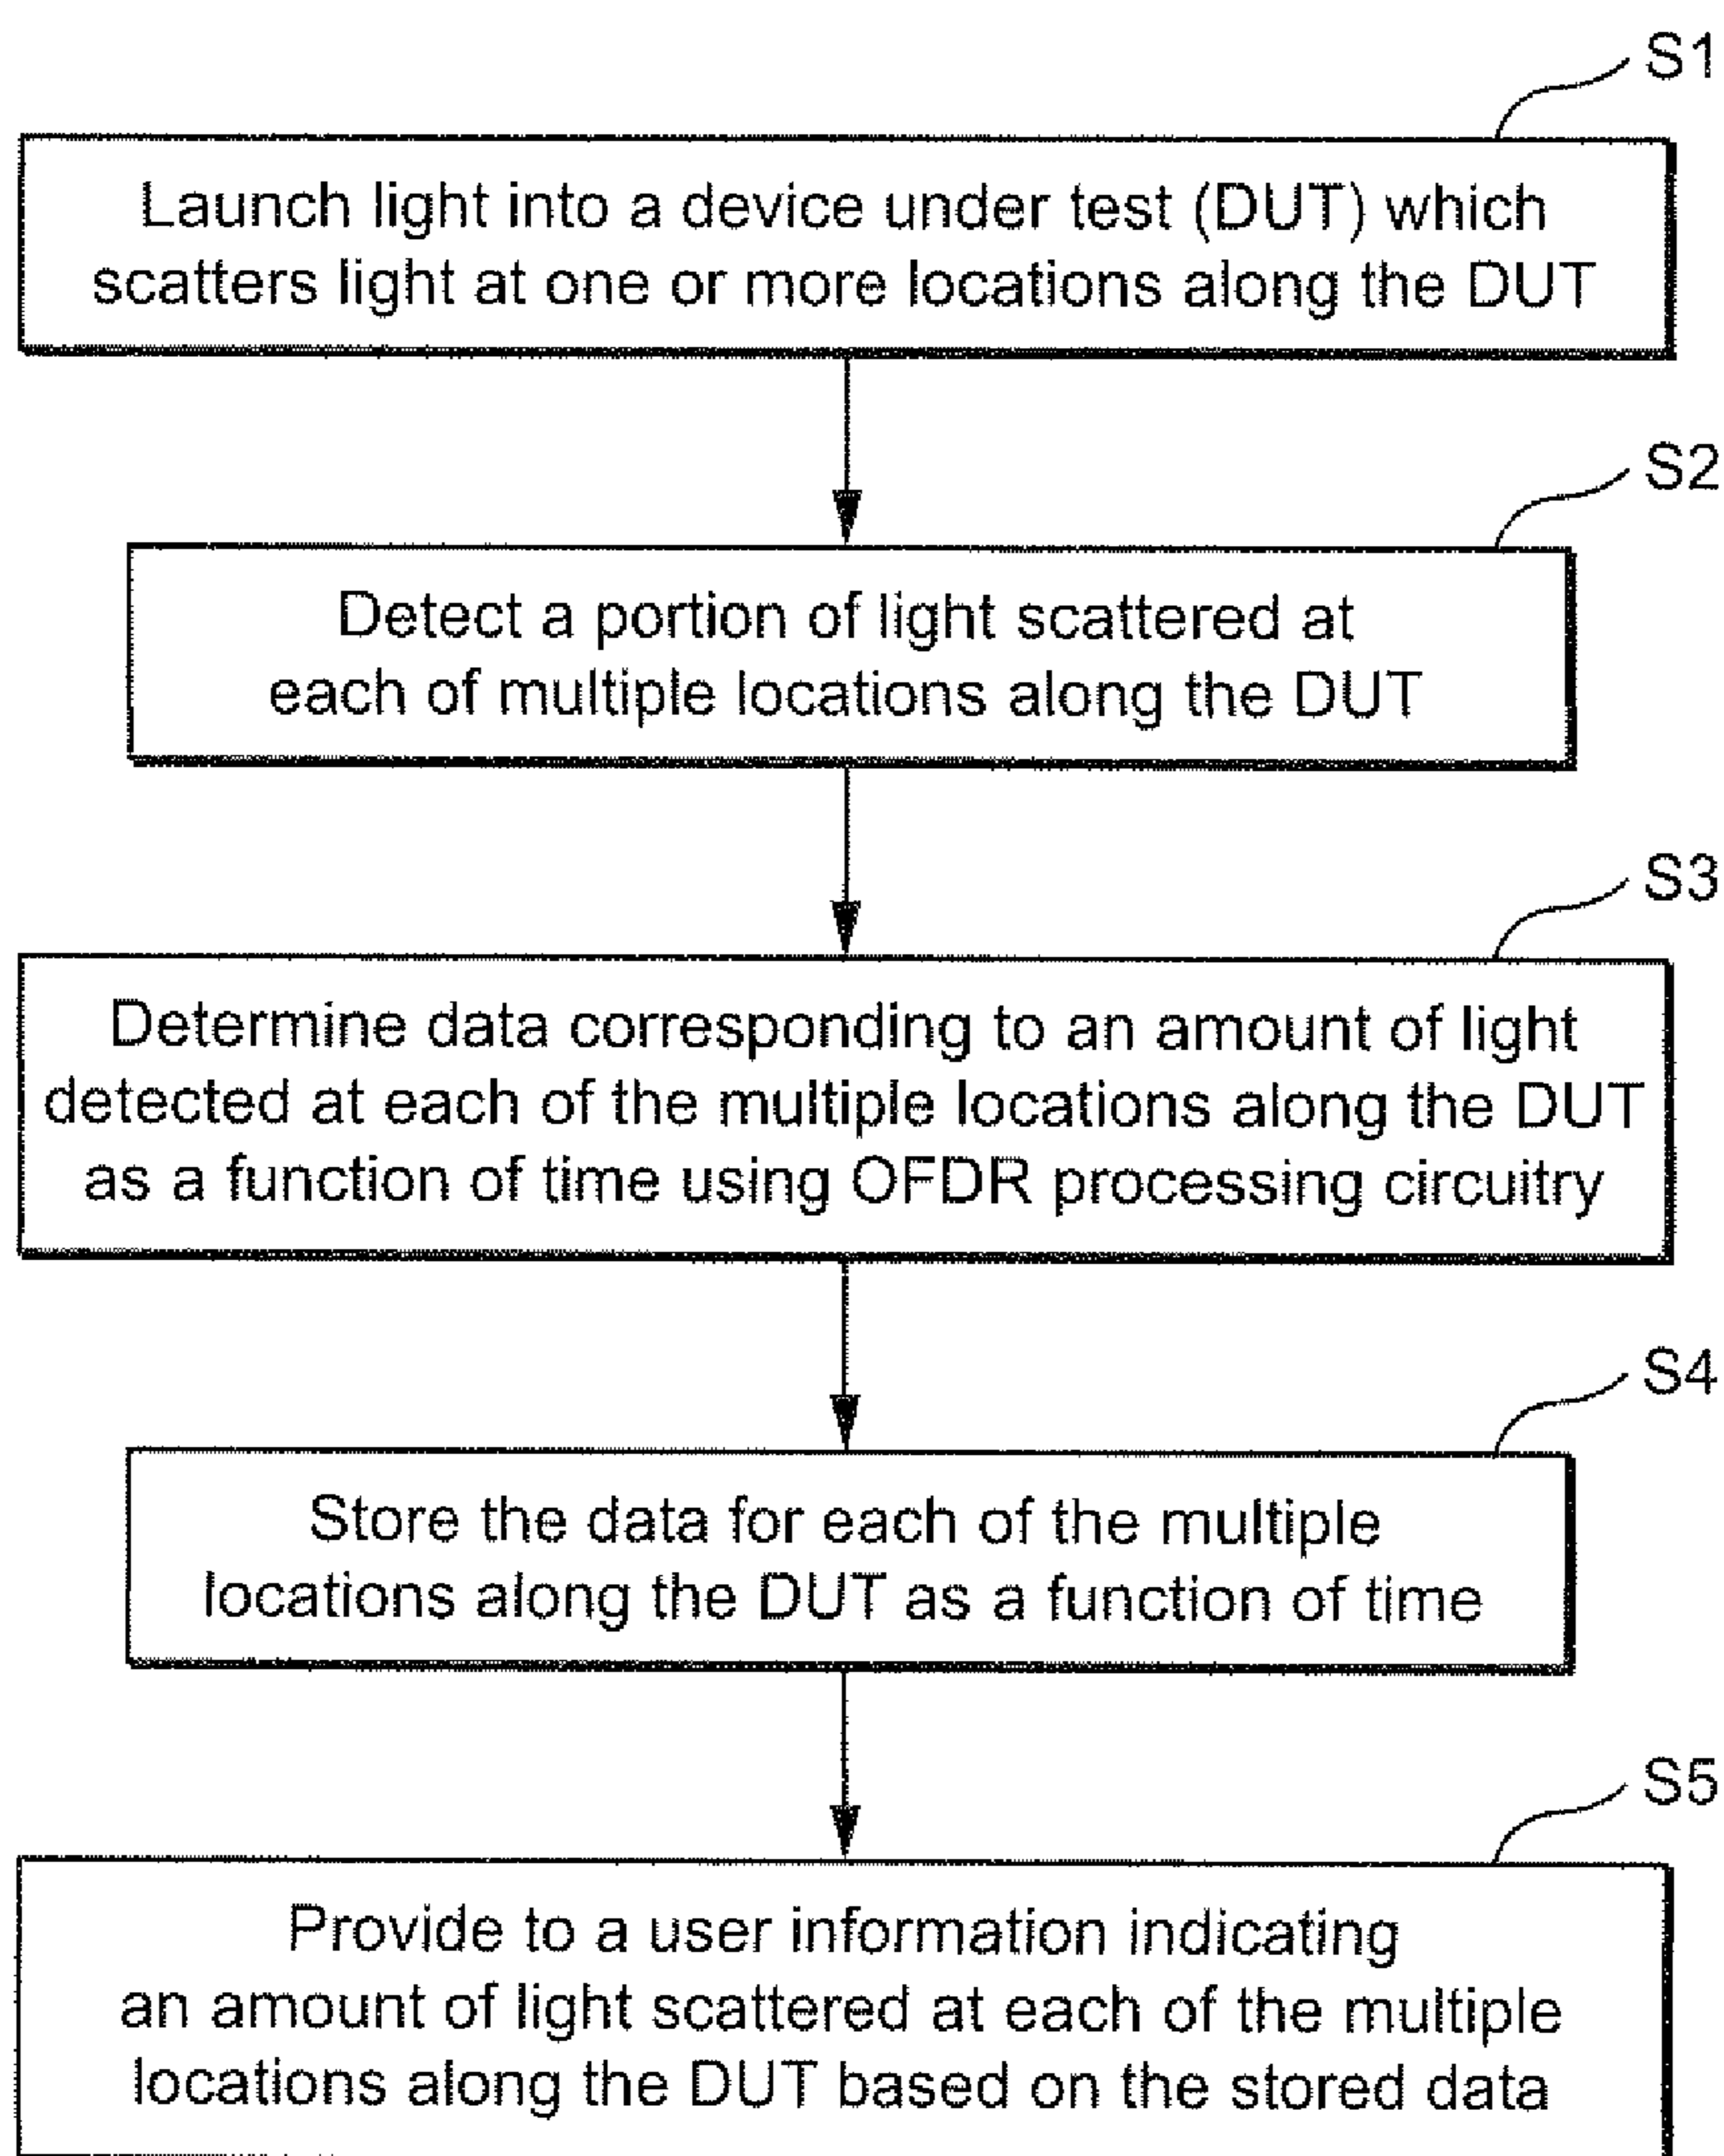 S1
Launch light into a device under test (DUT) which
scatters light at one or more locations along the DUT
S2
Detect a portion of light scattered at
each of multiple locations along the DUT
S3
Determine data corresponding to an amount of light
detected at each of the multiple locations along the DUT
as a function of time using OFDR processing circuitry
S4
Store the data for each of the multiple
locations along the DUT as a function of time
S5
Provide to a user information indicating
an amount of light scattered at each of the multiple
locations along the DUT based on the stored data